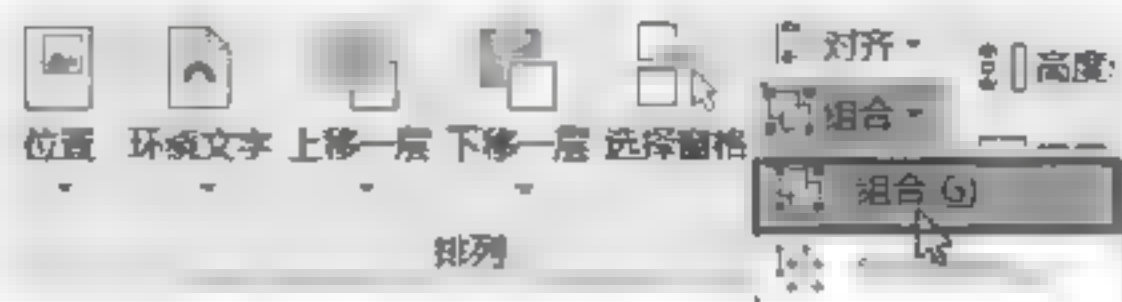 对齐
高度:
组合
位置 环绕文字 上移一层 下移一层 选择窗格
组合 (G)
排列